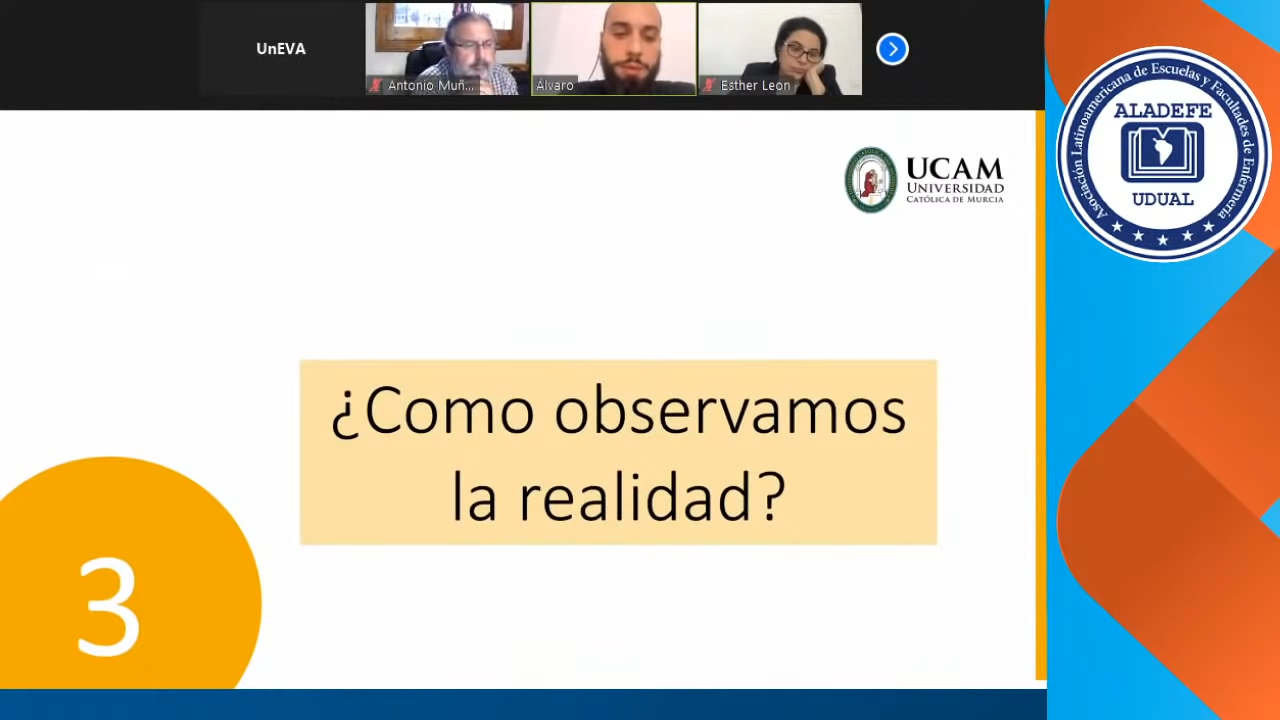 UnEVA
Antonio Muñ...
Álvaro
Esther Leon
UCAM
UNIVERSIDAD
CATÓLICA DE MURCIA
Asociación Latinoamericana de Escuelas y Facultades de Enfermería
ALADEFE
UDUAL
¿Como observamos
la realidad?
3